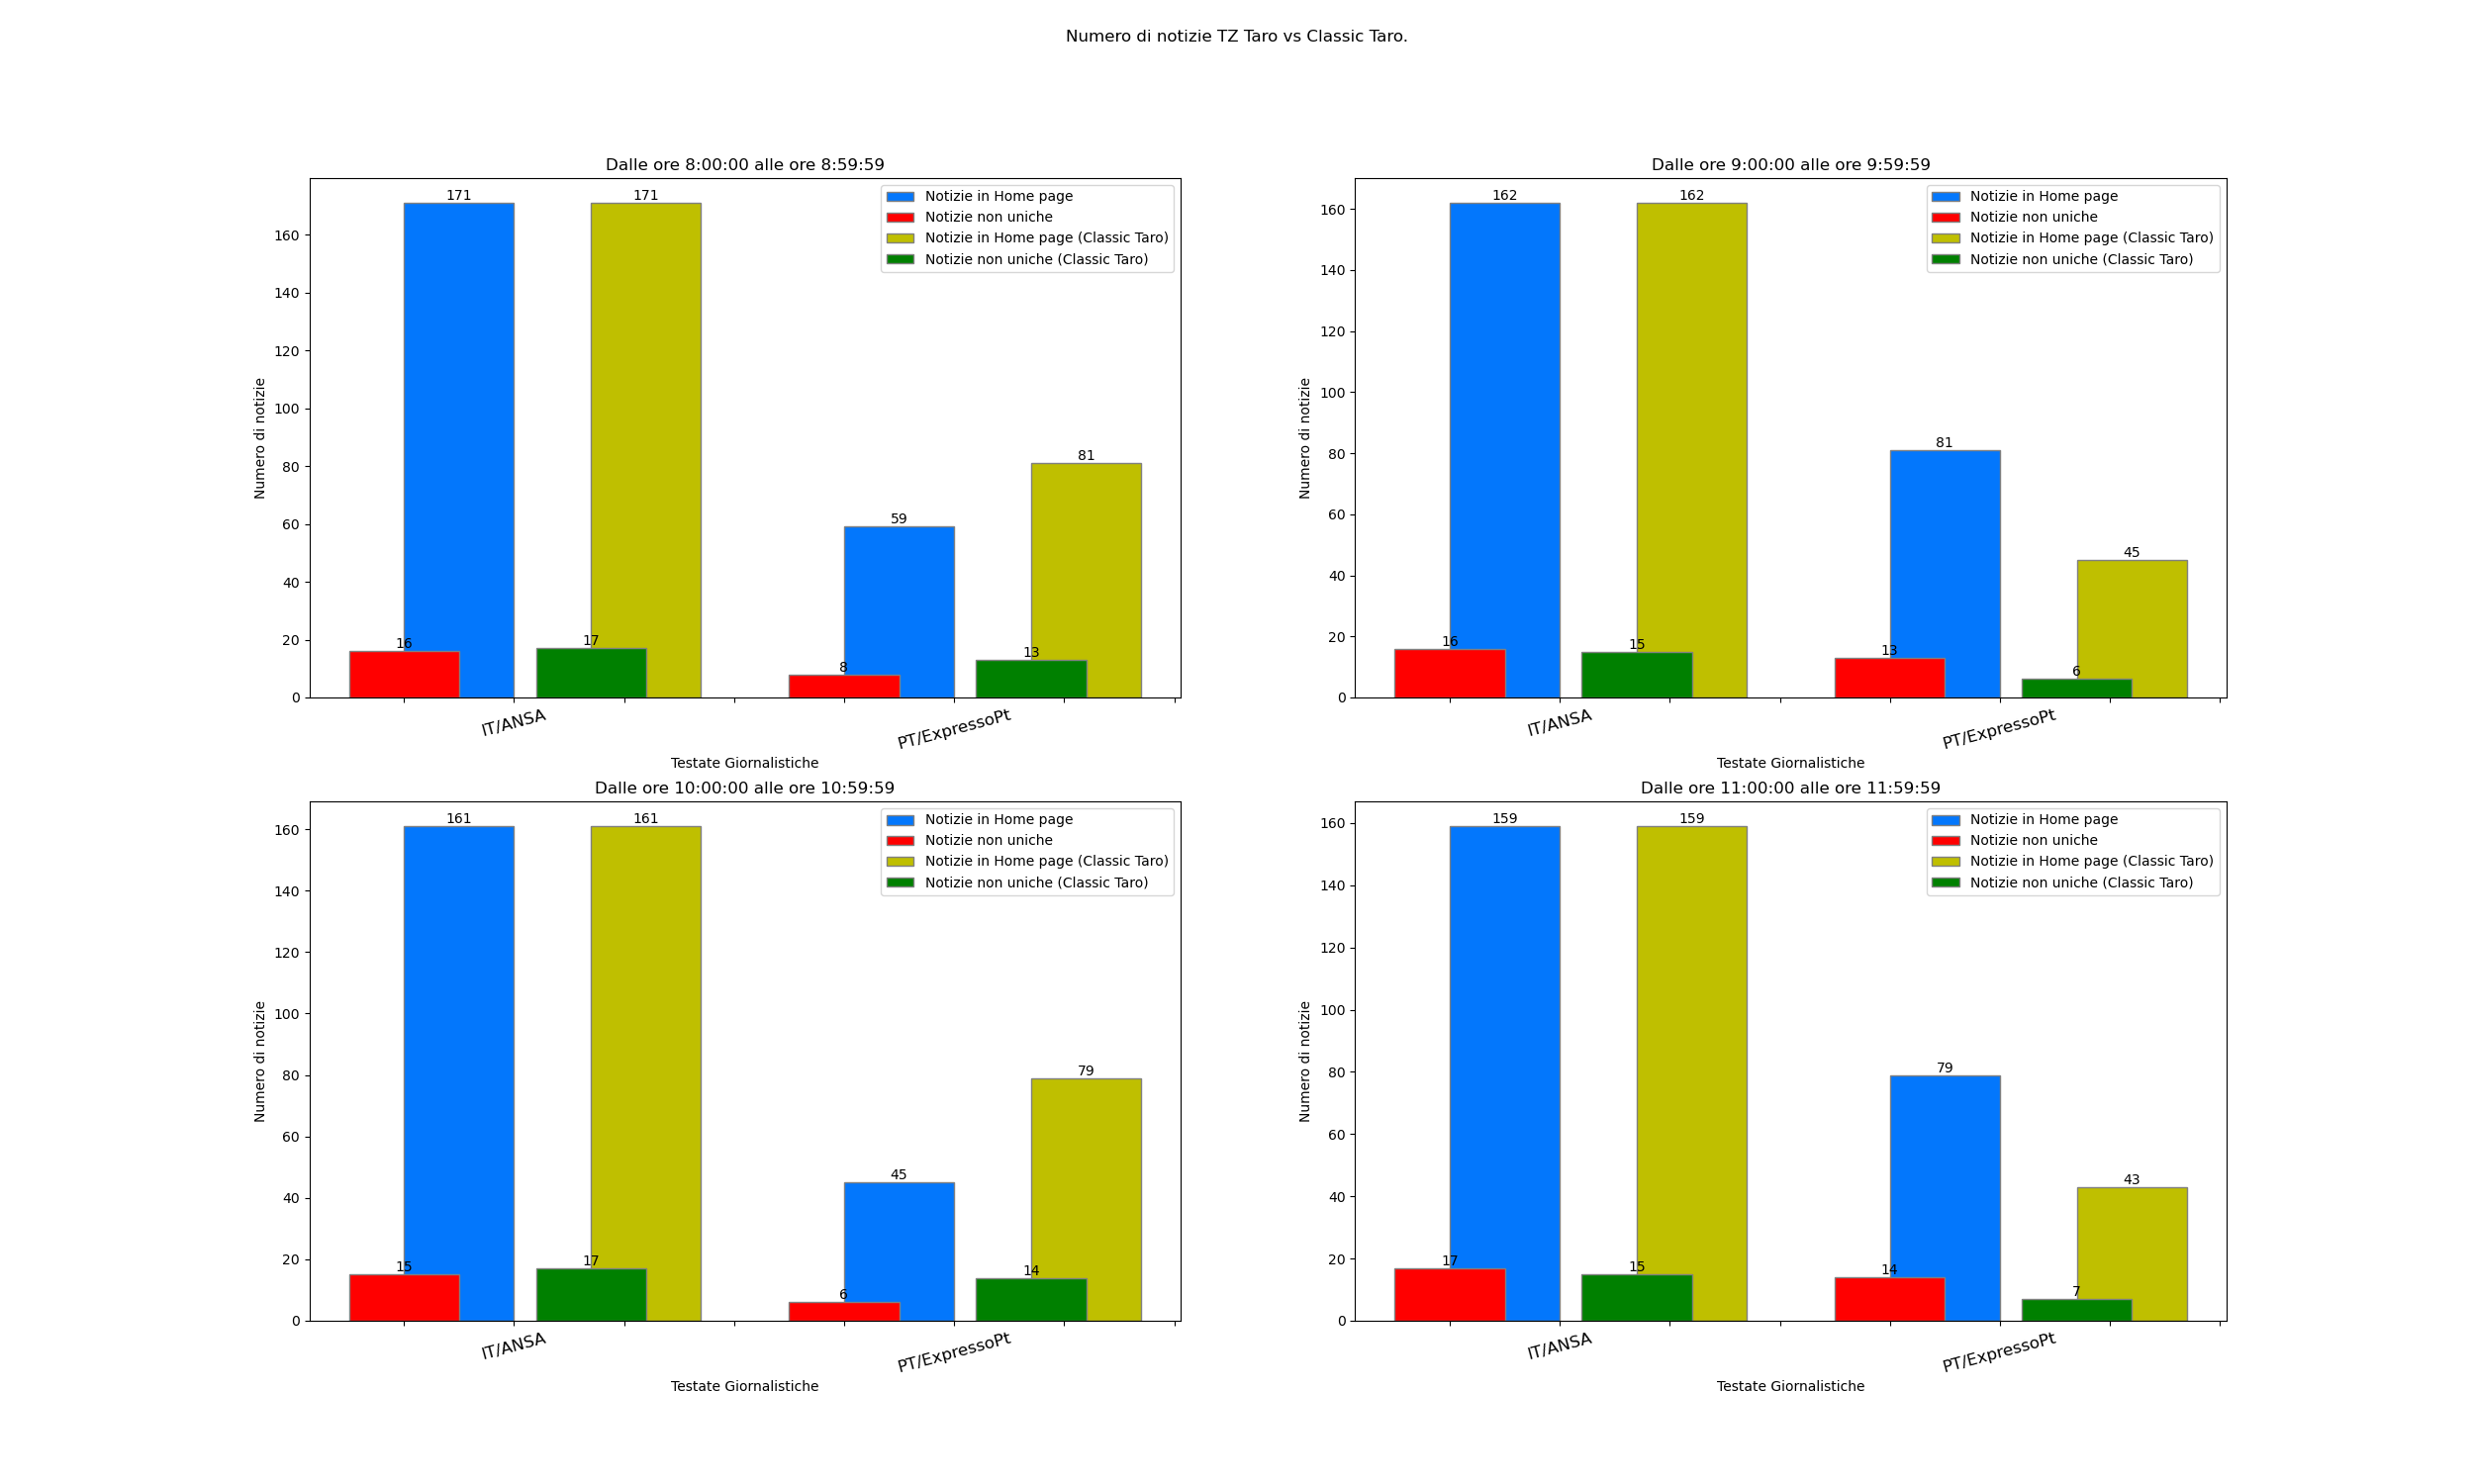 Numero di notizie TZ Taro vs Classic Taro.
Dalle ore 8:00:00 alle ore 8:59:59
Numero di notizie
160
140
120
100
80
60
40
20
0
171
171
16
17
59
81
8
13
Notizie in Home page
Notizie non uniche
Notizie in Home page (Classic Taro)
Notizie non uniche (Classic Taro)
IT/ANSA
PT/ExpressoPt
Testate Giornalistiche
Dalle ore 9:00:00 alle ore 9:59:59
Numero di notizie
160
140
120
100
80
60
40
20
0
162
162
16
15
81
45
13
6
Notizie in Home page
Notizie non uniche
Notizie in Home page (Classic Taro)
Notizie non uniche (Classic Taro)
IT/ANSA
PT/ExpressoPt
Testate Giornalistiche
Dalle ore 10:00:00 alle ore 10:59:59
Numero di notizie
160
140
120
100
80
60
40
20
0
161
161
15
17
45
79
6
14
Notizie in Home page
Notizie non uniche
Notizie in Home page (Classic Taro)
Notizie non uniche (Classic Taro)
IT/ANSA
PT/ExpressoPt
Testate Giornalistiche
Dalle ore 11:00:00 alle ore 11:59:59
Numero di notizie
160
140
120
100
80
60
40
20
0
159
159
17
15
79
43
14
7
Notizie in Home page
Notizie non uniche
Notizie in Home page (Classic Taro)
Notizie non uniche (Classic Taro)
IT/ANSA
PT/ExpressoPt
Testate Giornalistiche